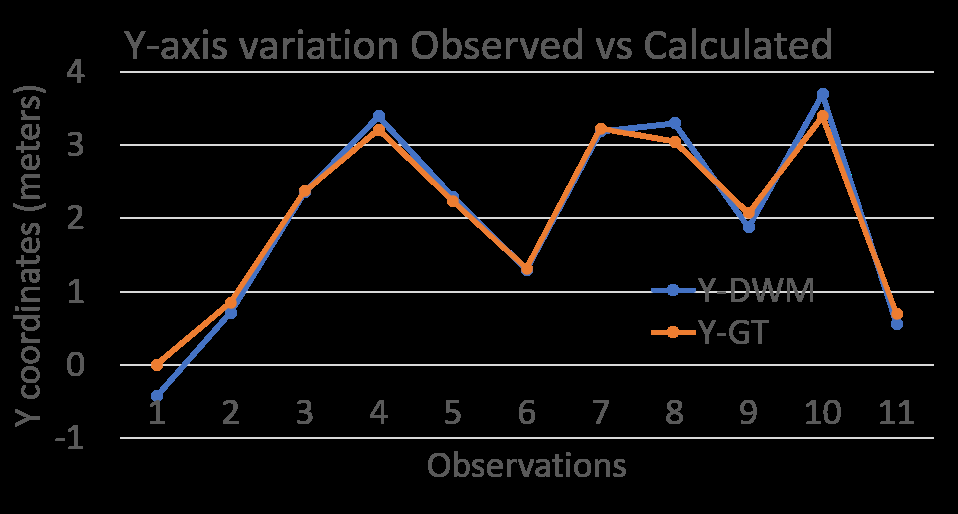 Y-axis variation Observed vs Calculated
Y coordinates (meters)
4
3
2
1
0
-1
1 2 3 4 5 6 7 8 9 10 11
Y-DWM
Y-GT
Observations